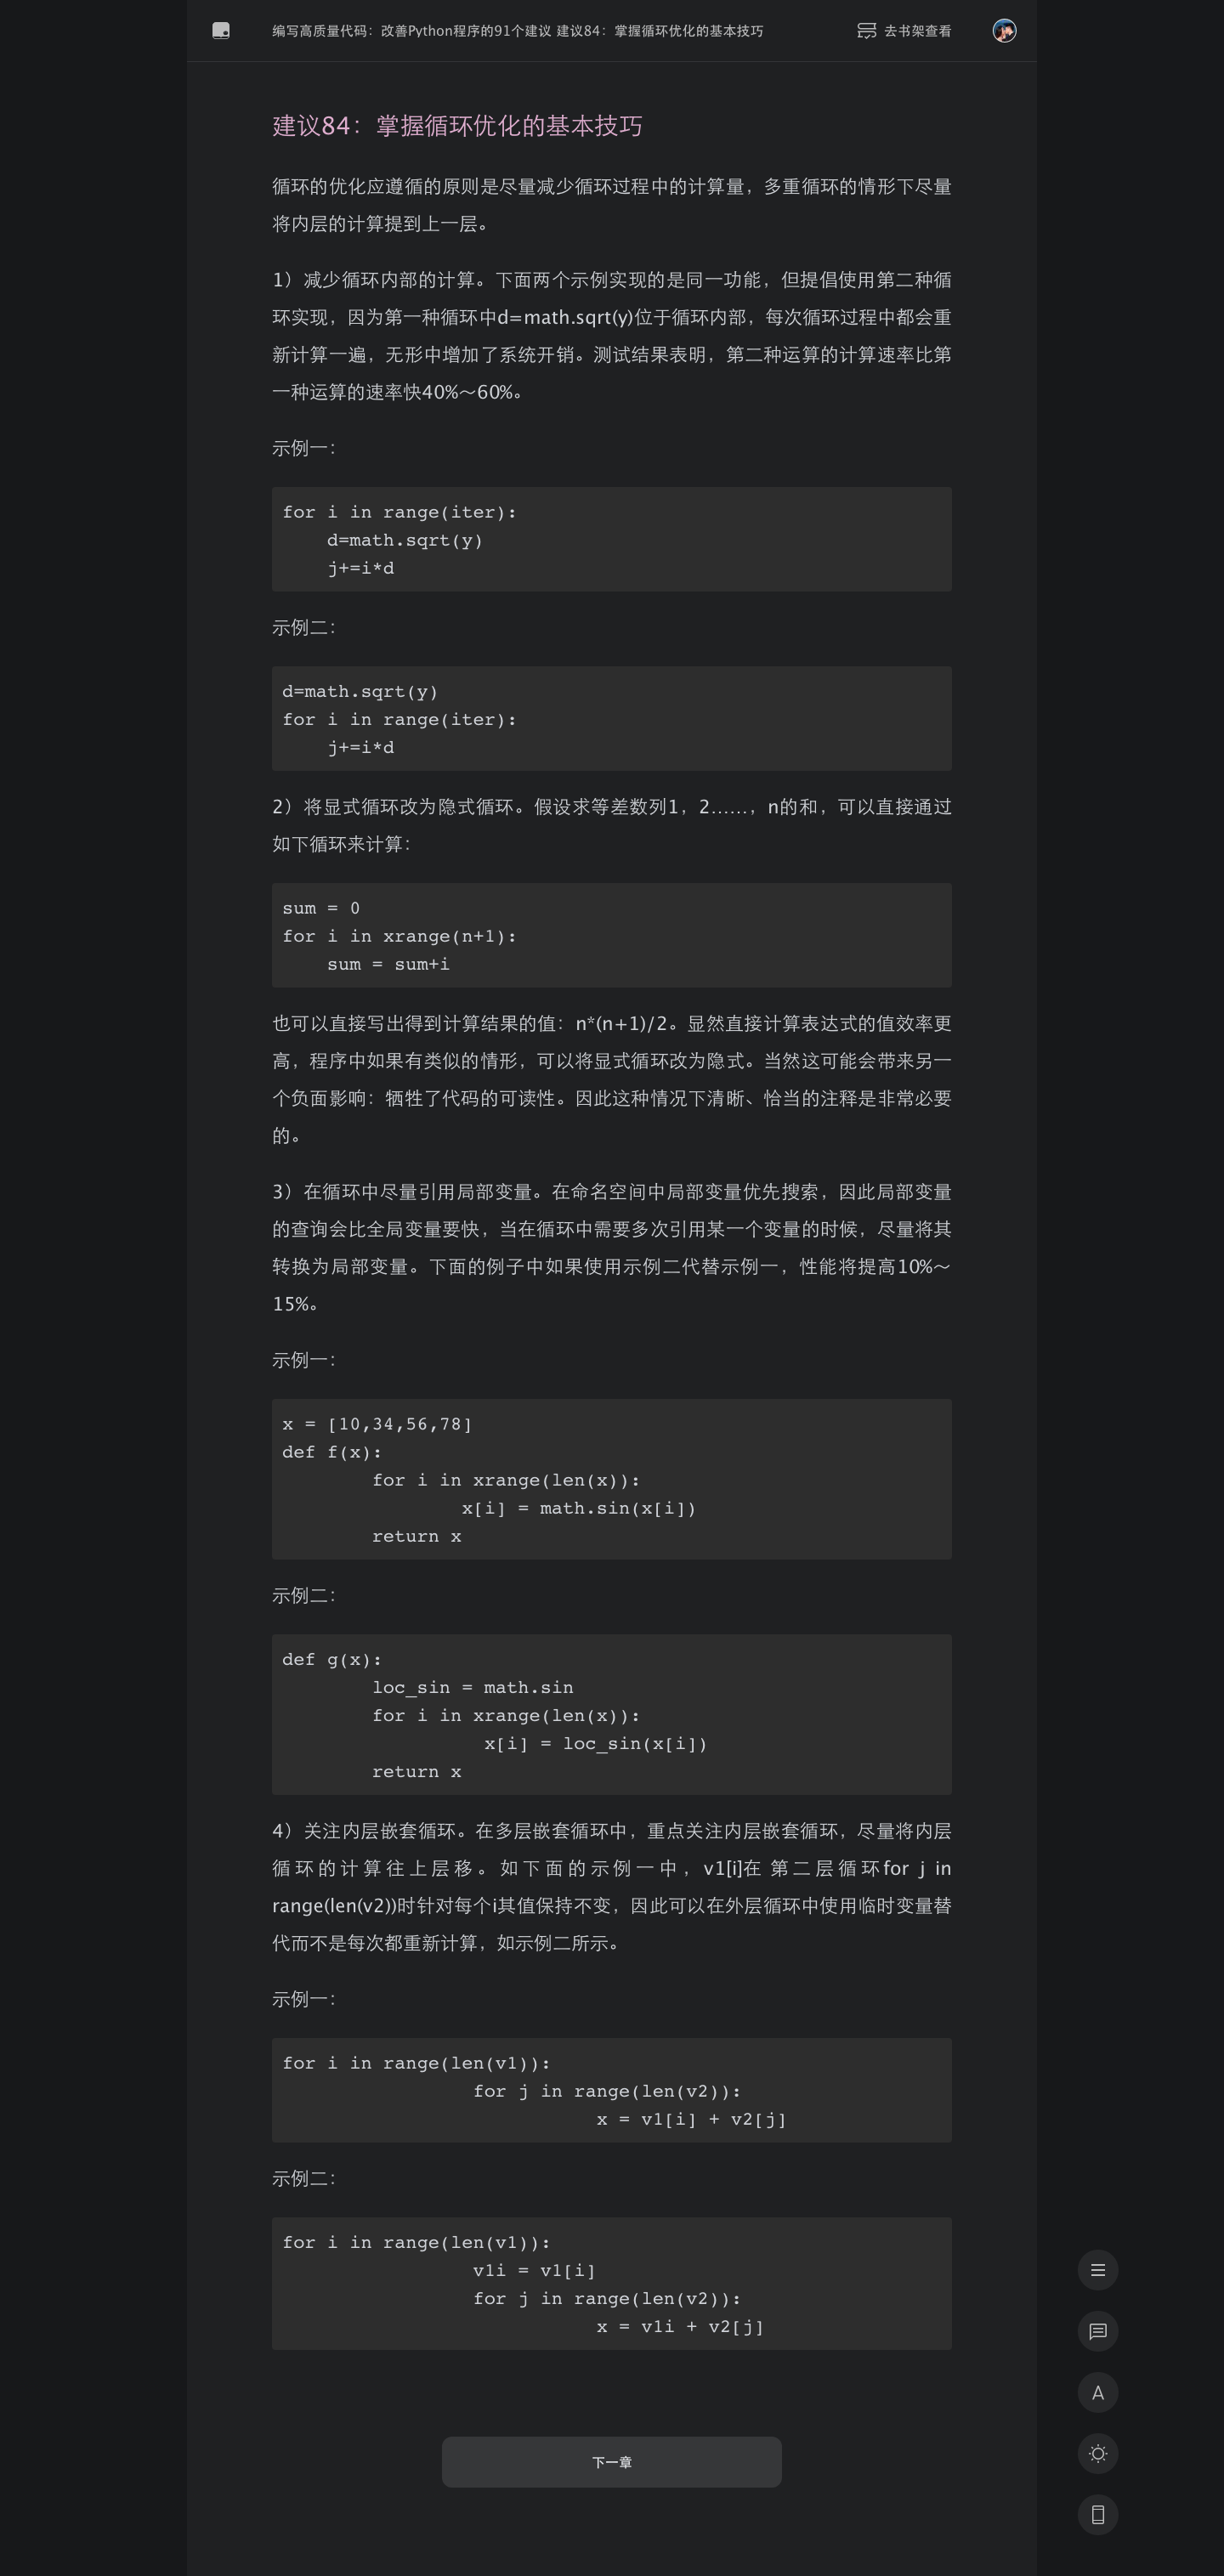 编写高质量代码：改善Python程序的91个建议 建议84：掌握循环优化的基本技巧
去书架查看
建议84：掌握循环优化的基本技巧
循环的优化应遵循的原则是尽量减少循环过程中的计算量，多重循环的情形下尽量
将内层的计算提到上一层。
1）减少循环内部的计算。下面两个示例实现的是同一功能，但提倡使用第二种循
环实现，因为第一种循环中d=math.sqrt(y)位于循环内部，每次循环过程中都会重
新计算一遍，无形中增加了系统开销。测试结果表明，第二种运算的计算速率比第
一种运算的速率快40%～60%。
示例一：
for i in range(iter):
    d=math.sqrt(y)
    j+=i*d
示例二：
d=math.sqrt(y)
for i in range(iter):
    j+=i*d
2）将显式循环改为隐式循环。假设求等差数列1，2……，n的和，可以直接通过
如下循环来计算：
sum = 0
for i in xrange(n+1):
    sum = sum+i
也可以直接写出得到计算结果的值：n*(n+1)/2。显然直接计算表达式的值效率更
高，程序中如果有类似的情形，可以将显式循环改为隐式。当然这可能会带来另一
个负面影响：牺牲了代码的可读性。因此这种情况下清晰、恰当的注释是非常必要
的。
3）在循环中尽量引用局部变量。在命名空间中局部变量优先搜索，因此局部变量
的查询会比全局变量要快，当在循环中需要多次引用某一个变量的时候，尽量将其
转换为局部变量。下面的例子中如果使用示例二代替示例一，性能将提高10%～
15%。
示例一：
x = [10,34,56,78]
def f(x):
        for i in xrange(len(x)):
                x[i] = math.sin(x[i])
        return x
示例二：
def g(x):
        loc_sin = math.sin
        for i in xrange(len(x)):
                  x[i] = loc_sin(x[i])
        return x
4）关注内层嵌套循环。在多层嵌套循环中，重点关注内层嵌套循环，尽量将内层
循环的计算往上层移。如下面的示例一中，v1[i]在 第二层循环for j in
range(len(v2))时针对每个i其值保持不变，因此可以在外层循环中使用临时变量替
代而不是每次都重新计算，如示例二所示。
示例一：
for i in range(len(v1)):
                 for j in range(len(v2)):
                            x = v1[i] + v2[j]
示例二：
for i in range(len(v1)):
                 v1i = v1[i]
                 for j in range(len(v2)):
                            x = v1i + v2[j]
A
下一章